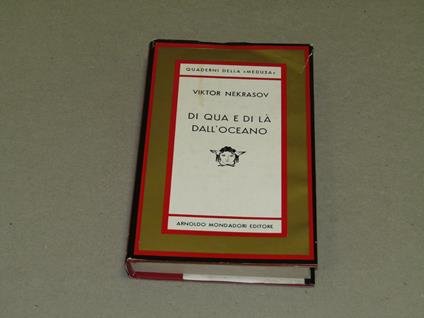 QUADERNI DELLA «MEDUSA»
VIKTOR NEKRASOV
DI QUA E DI LÀ
DALL'OCEANO
ARNOLDO MONDADORI EDITORE